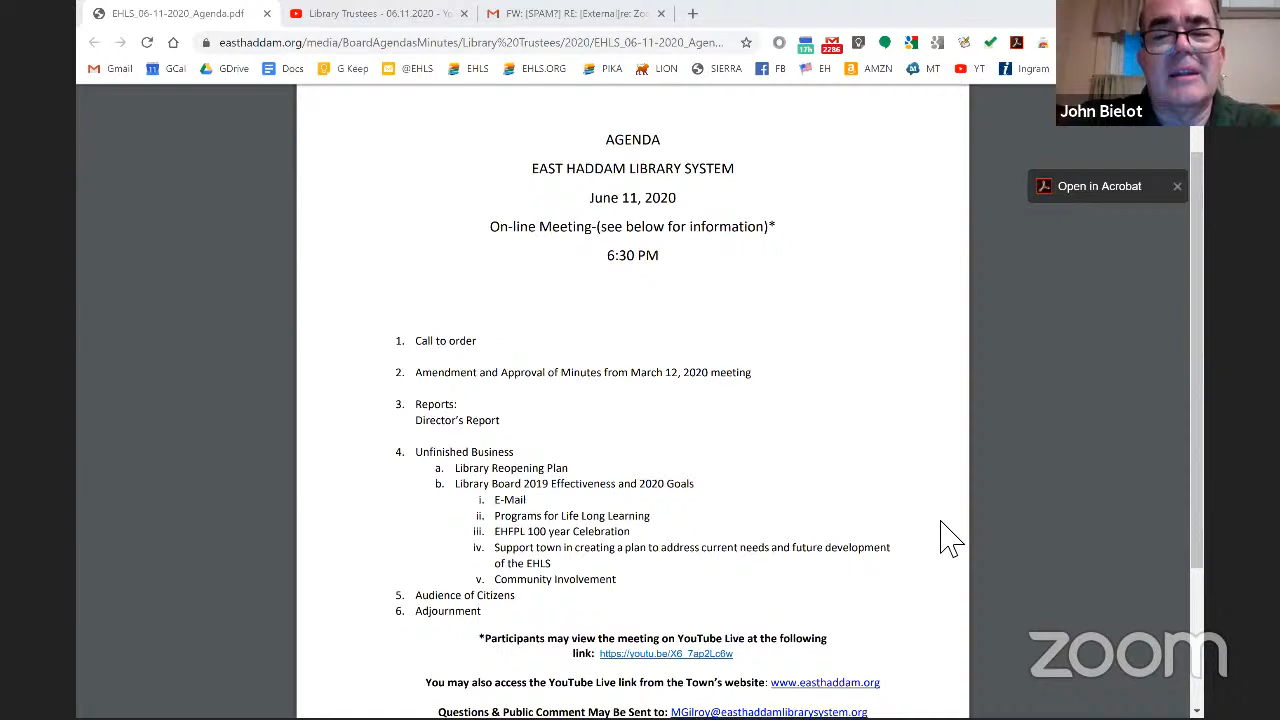 EHLS_06-11-2020_Agenda.pdf
Library Trustees - 06.11.2020 - Yo
FW: [SPAM?] RE: [External]re: Zoo
easthaddam.org/media/BoardAgendasMinutes/Library%20Trustees/2020/EHLS_06-11-2020_Agen...
17h
2286
Gmail
11
GCal
GDrive
Docs
G Keep
@EHLS
EHLS
EHLS.ORG
PIKA
LION
SIERRA
FB
EH
AMZN
MT
YT
Ingram
John Bielot
Open in Acrobat
AGENDA
EAST HADDAM LIBRARY SYSTEM
June 11, 2020
On-line Meeting-(see below for information)*
6:30 PM
1. Call to order
2. Amendment and Approval of Minutes from March 12, 2020 meeting
3. Reports:
Director's Report
4. Unfinished Business
a. Library Reopening Plan
b. Library Board 2019 Effectiveness and 2020 Goals
i. E-Mail
ii. Programs for Life Long Learning
iii. EHFPL 100 year Celebration
iv. Support town in creating a plan to address current needs and future development
of the EHLS
v. Community Involvement
5. Audience of Citizens
6. Adjournment
*Participants may view the meeting on YouTube Live at the following
link: https://youtu.be/X6_7ap2Lc6w
You may also access the YouTube Live link from the Town's website: www.easthaddam.org
Questions & Public Comment May Be Sent to: MGilroy@easthaddamlibrarysystem.org
zoom